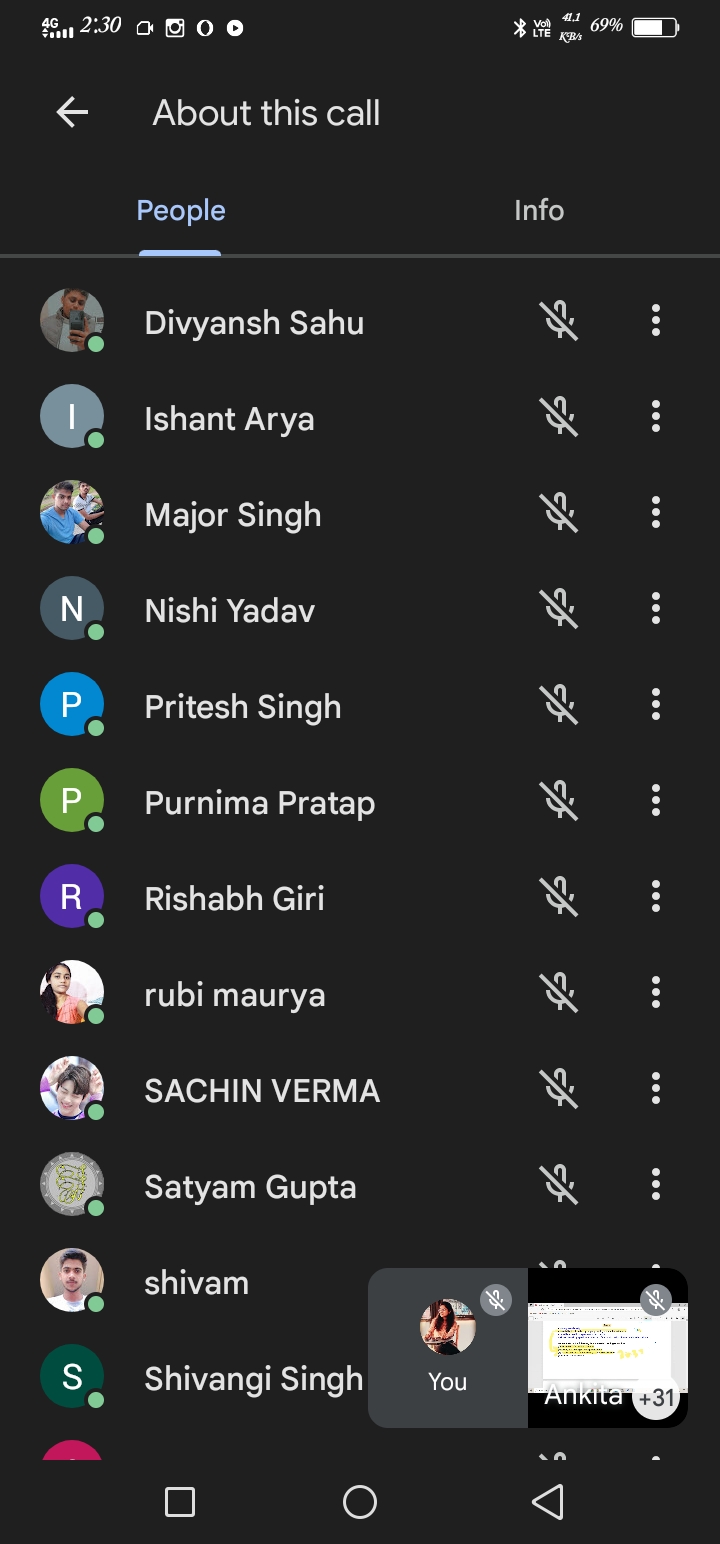 4G 2:30 Vo) LTE 41.1 KB/s 69%
About this call
People Info
Divyansh Sahu
I Ishant Arya
Major Singh
N Nishi Yadav
P Pritesh Singh
P Purnima Pratap
R Rishabh Giri
rubi maurya
SACHIN VERMA
Satyam Gupta
shivam
S Shivangi Singh
You
Ankita +31